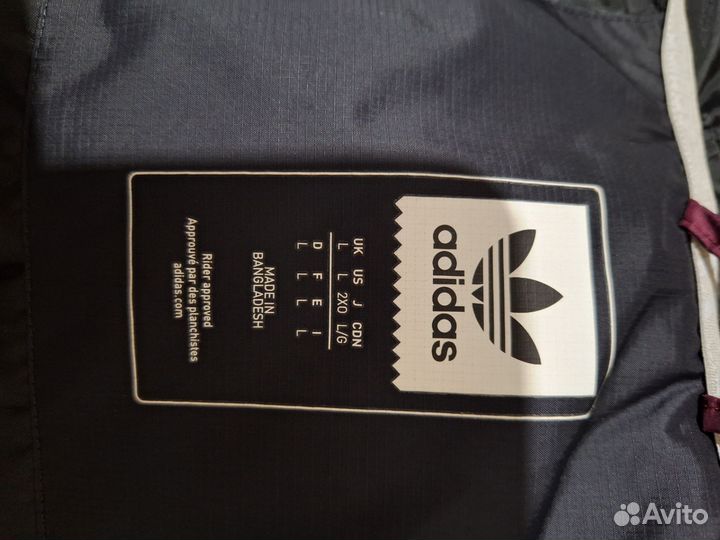 adidas
UK US J CDN
L L 2XO L/G
D F E I
L L L L
MADE IN
BANGLADESH
Rider approved
Approuvé par des planchistes
adidas.com
Avito